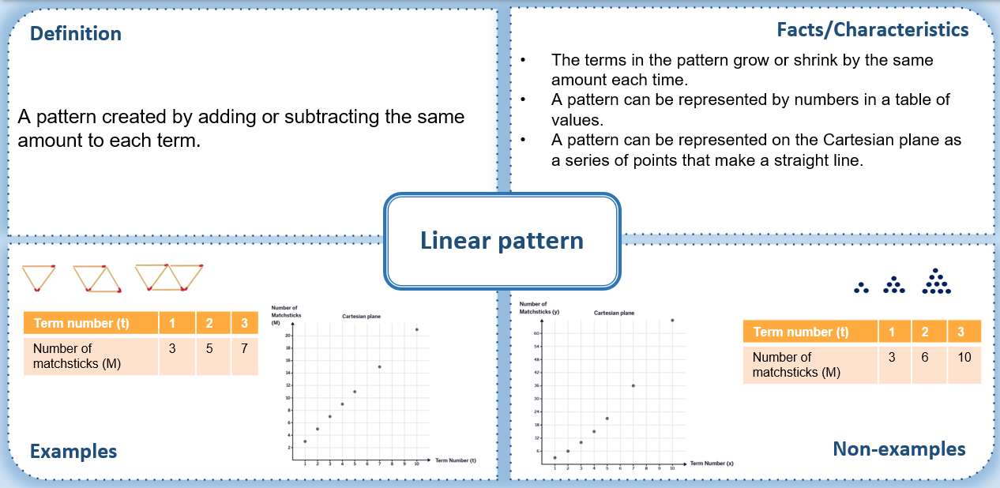 Definition
A pattern created by adding or subtracting the same
amount to each term.
Facts/Characteristics
• The terms in the pattern grow or shrink by the same
amount each time.
• A pattern can be represented by numbers in a table of
values.
• A pattern can be represented on the Cartesian plane as
a series of points that make a straight line.
Linear pattern
Term number (t) 1 2 3
Number of 3 5 7
matchsticks (M)
Number of
Matchsticks
(M)
Cartesian plane
20
18
16
14
12
10
8
6
4
2
1 2 3 4 5 6 7 8 9 10
Term Number (t)
Examples
Number of
Matchsticks (y)
Cartesian plane
60
54
48
42
36
30
24
18
12
6
1 2 3 4 5 6 7 8 9 10
Term Number (x)
Term number (t) 1 2 3
Number of 3 6 10
matchsticks (M)
Non-examples